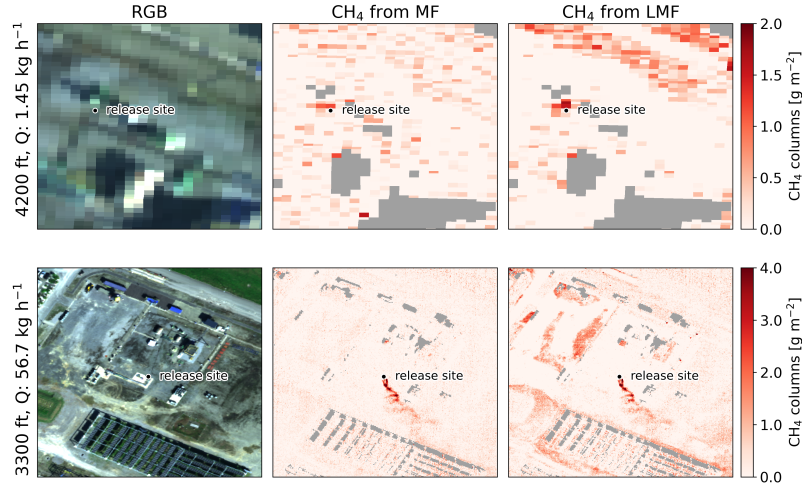 RGB
CH₄ from MF
CH₄ from LMF
4200 ft, Q: 1.45 kg h⁻¹
release site
release site
release site
2.0
1.5
1.0
0.5
0.0
CH₄ columns [g m⁻²]
3300 ft, Q: 56.7 kg h⁻¹
release site
release site
release site
4.0
3.0
2.0
1.0
0.0
CH₄ columns [g m⁻²]